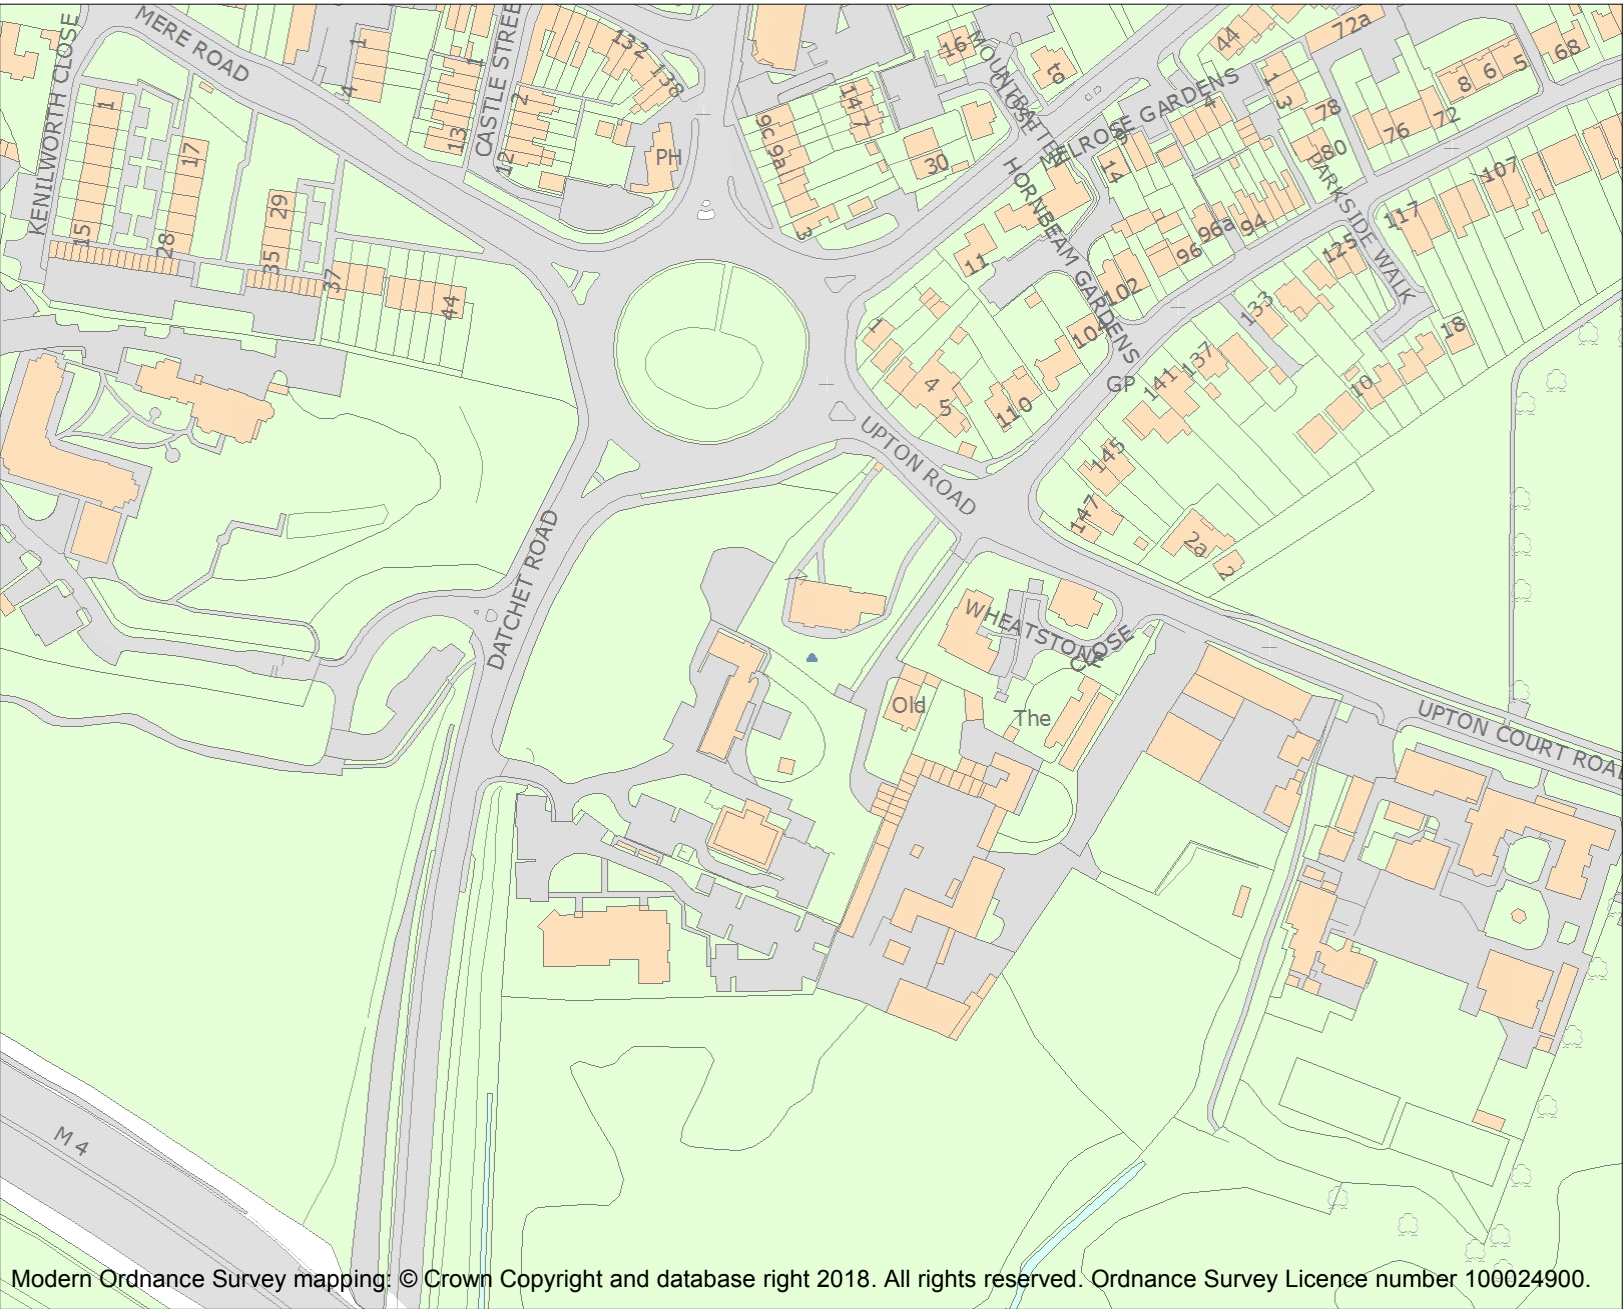 KENILWORTH CLOSE
MERE ROAD
CASTLE STREET
MOUNTBATTEN CLOSE
MELROSE GARDENS
HORNBEAM GARDENS
PARKSIDE WALK
1
4
1
13
2
12
132
138
PH
16
to
44
72a
68
5
6
8
72
76
78
80
1
3
4
14
147
30
9c
9a
3
11
1
17
15
28
29
35
37
44
94
96a
96
102
104
110
GP
107
117
125
133
137
141
145
147
10
18
1
4
5
2a
2
UPTON ROAD
DATCHET ROAD
WHEATSTONE CLOSE
Old
The
UPTON COURT ROAD
M 4
Modern Ordnance Survey mapping: © Crown Copyright and database right 2018. All rights reserved. Ordnance Survey Licence number 100024900.